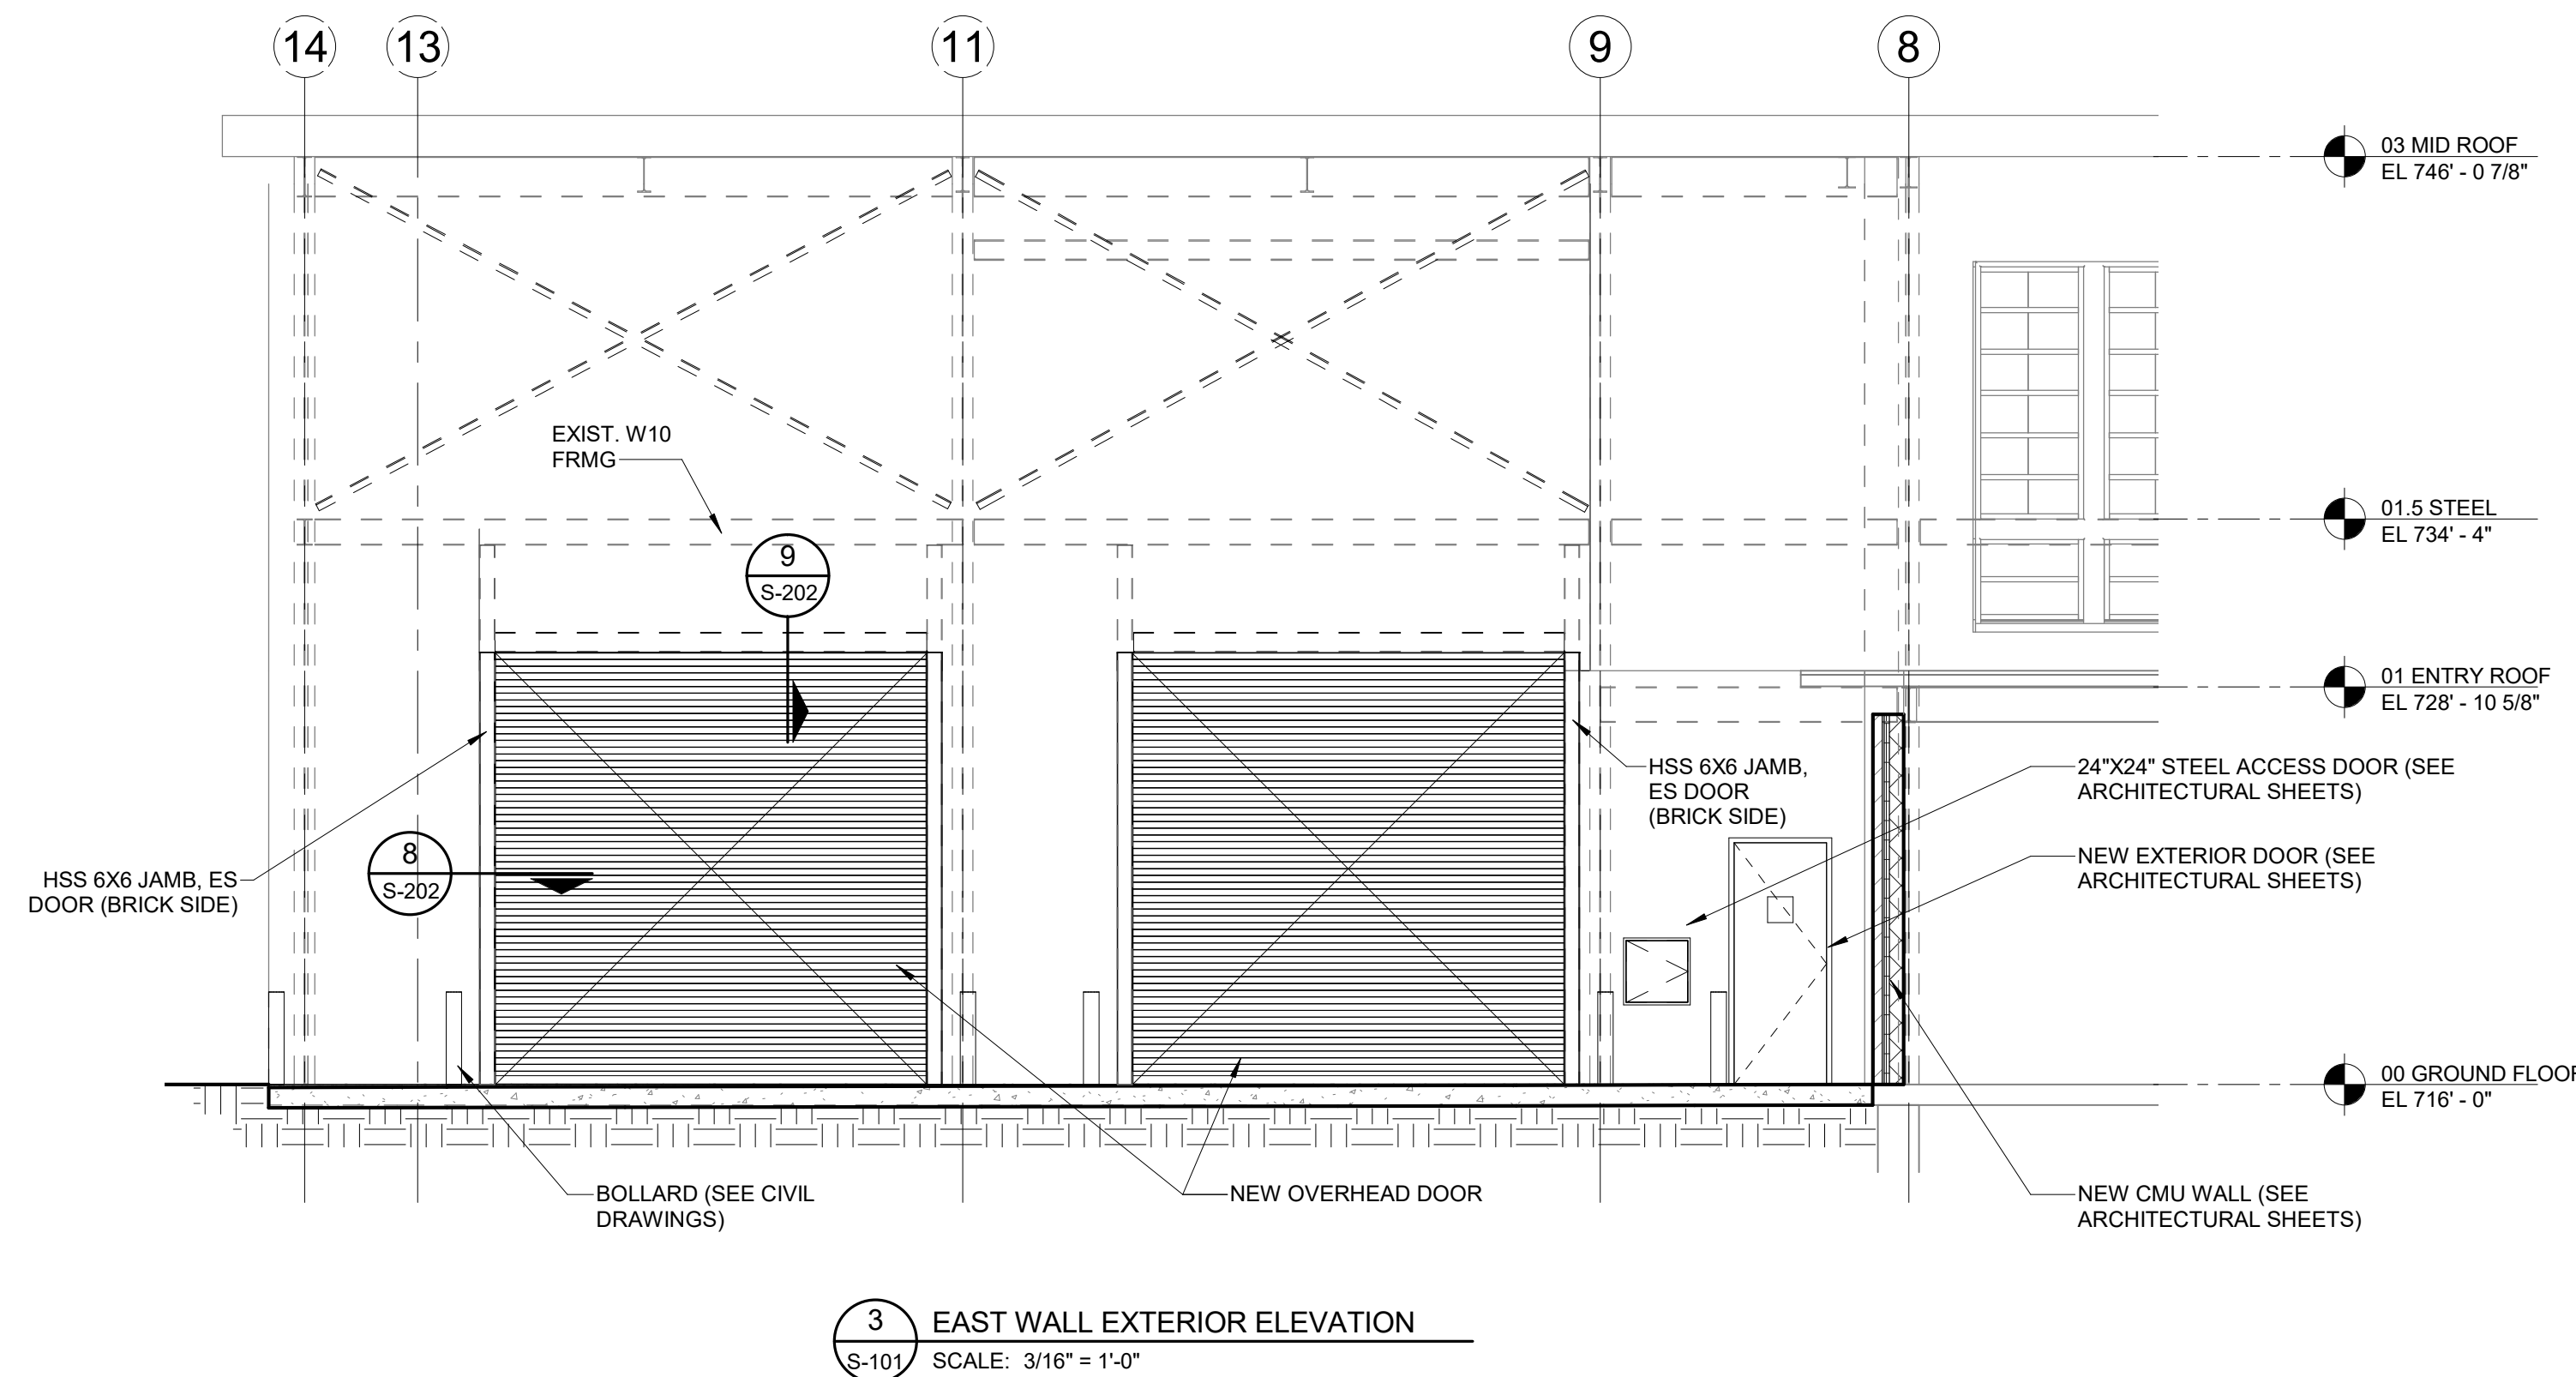 14
13
11
9
8
03 MID ROOF
EL 746' - 0 7/8"
EXIST. W10
FRMG
01.5 STEEL
EL 734' - 4"
9
S-202
01 ENTRY ROOF
EL 728' - 10 5/8"
HSS 6X6 JAMB,
ES DOOR
(BRICK SIDE)
24"X24" STEEL ACCESS DOOR (SEE
ARCHITECTURAL SHEETS)
8
S-202
HSS 6X6 JAMB, ES
DOOR (BRICK SIDE)
NEW EXTERIOR DOOR (SEE
ARCHITECTURAL SHEETS)
00 GROUND FLOOR
EL 716' - 0"
BOLLARD (SEE CIVIL
DRAWINGS)
NEW OVERHEAD DOOR
NEW CMU WALL (SEE
ARCHITECTURAL SHEETS)
3
S-101
EAST WALL EXTERIOR ELEVATION
SCALE: 3/16" = 1'-0"